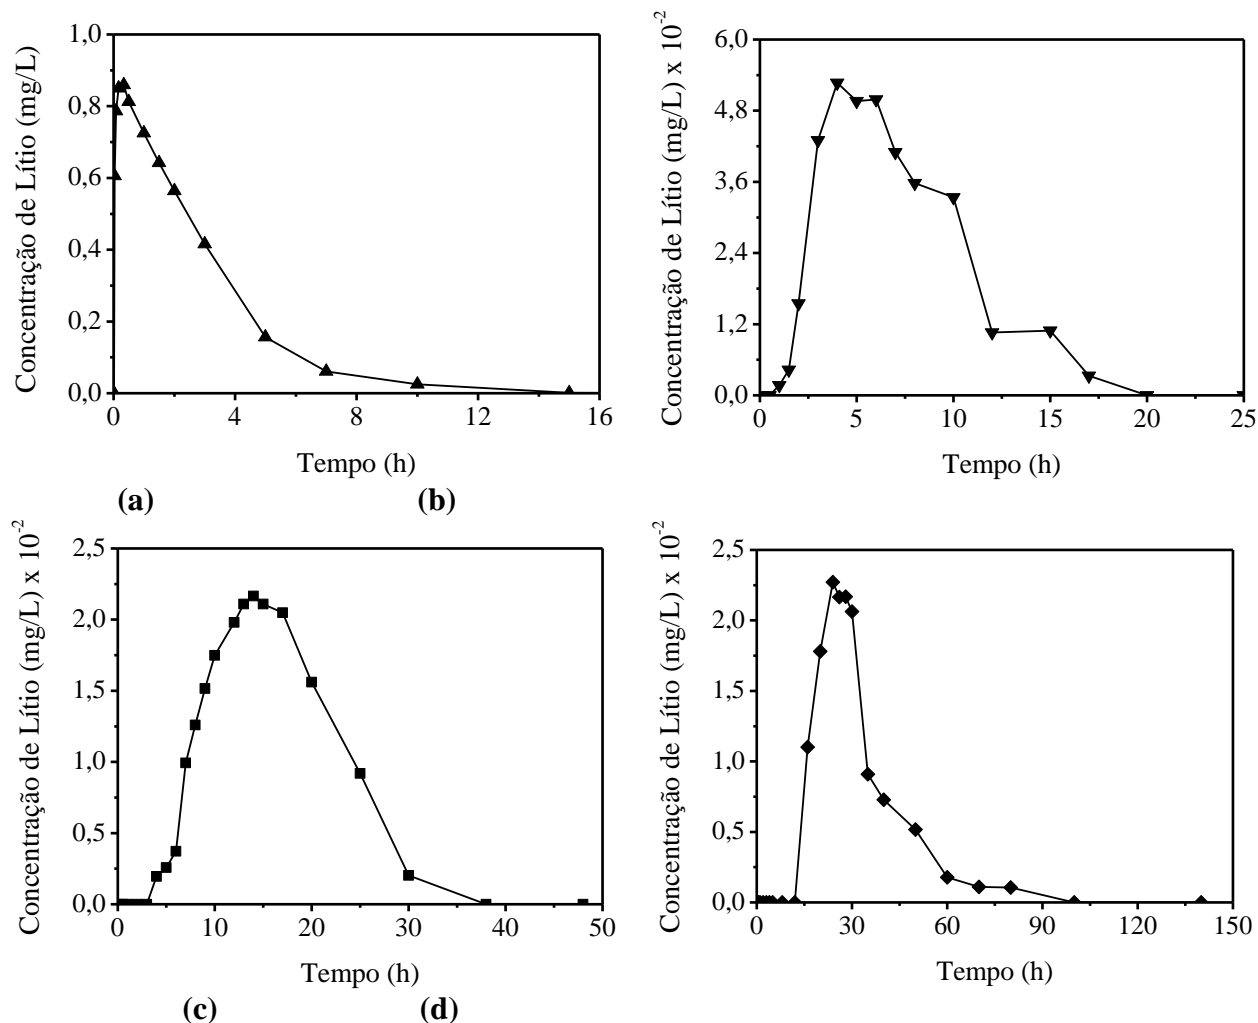 Concentração de Lítio (mg/L)
1,0
0,8
0,6
0,4
0,2
0,0
0 4 8 12 16
Tempo (h)
Concentração de Lítio (mg/L) x 10-2
6,0
4,8
3,6
2,4
1,2
0,0
0 5 10 15 20 25
Tempo (h)
(a) (b)
Concentração de Lítio (mg/L) x 10-2
2,5
2,0
1,5
1,0
0,5
0,0
0 10 20 30 40 50
Tempo (h)
Concentração de Lítio (mg/L) x 10-2
2,5
2,0
1,5
1,0
0,5
0,0
0 30 60 90 120 150
Tempo (h)
(c) (d)